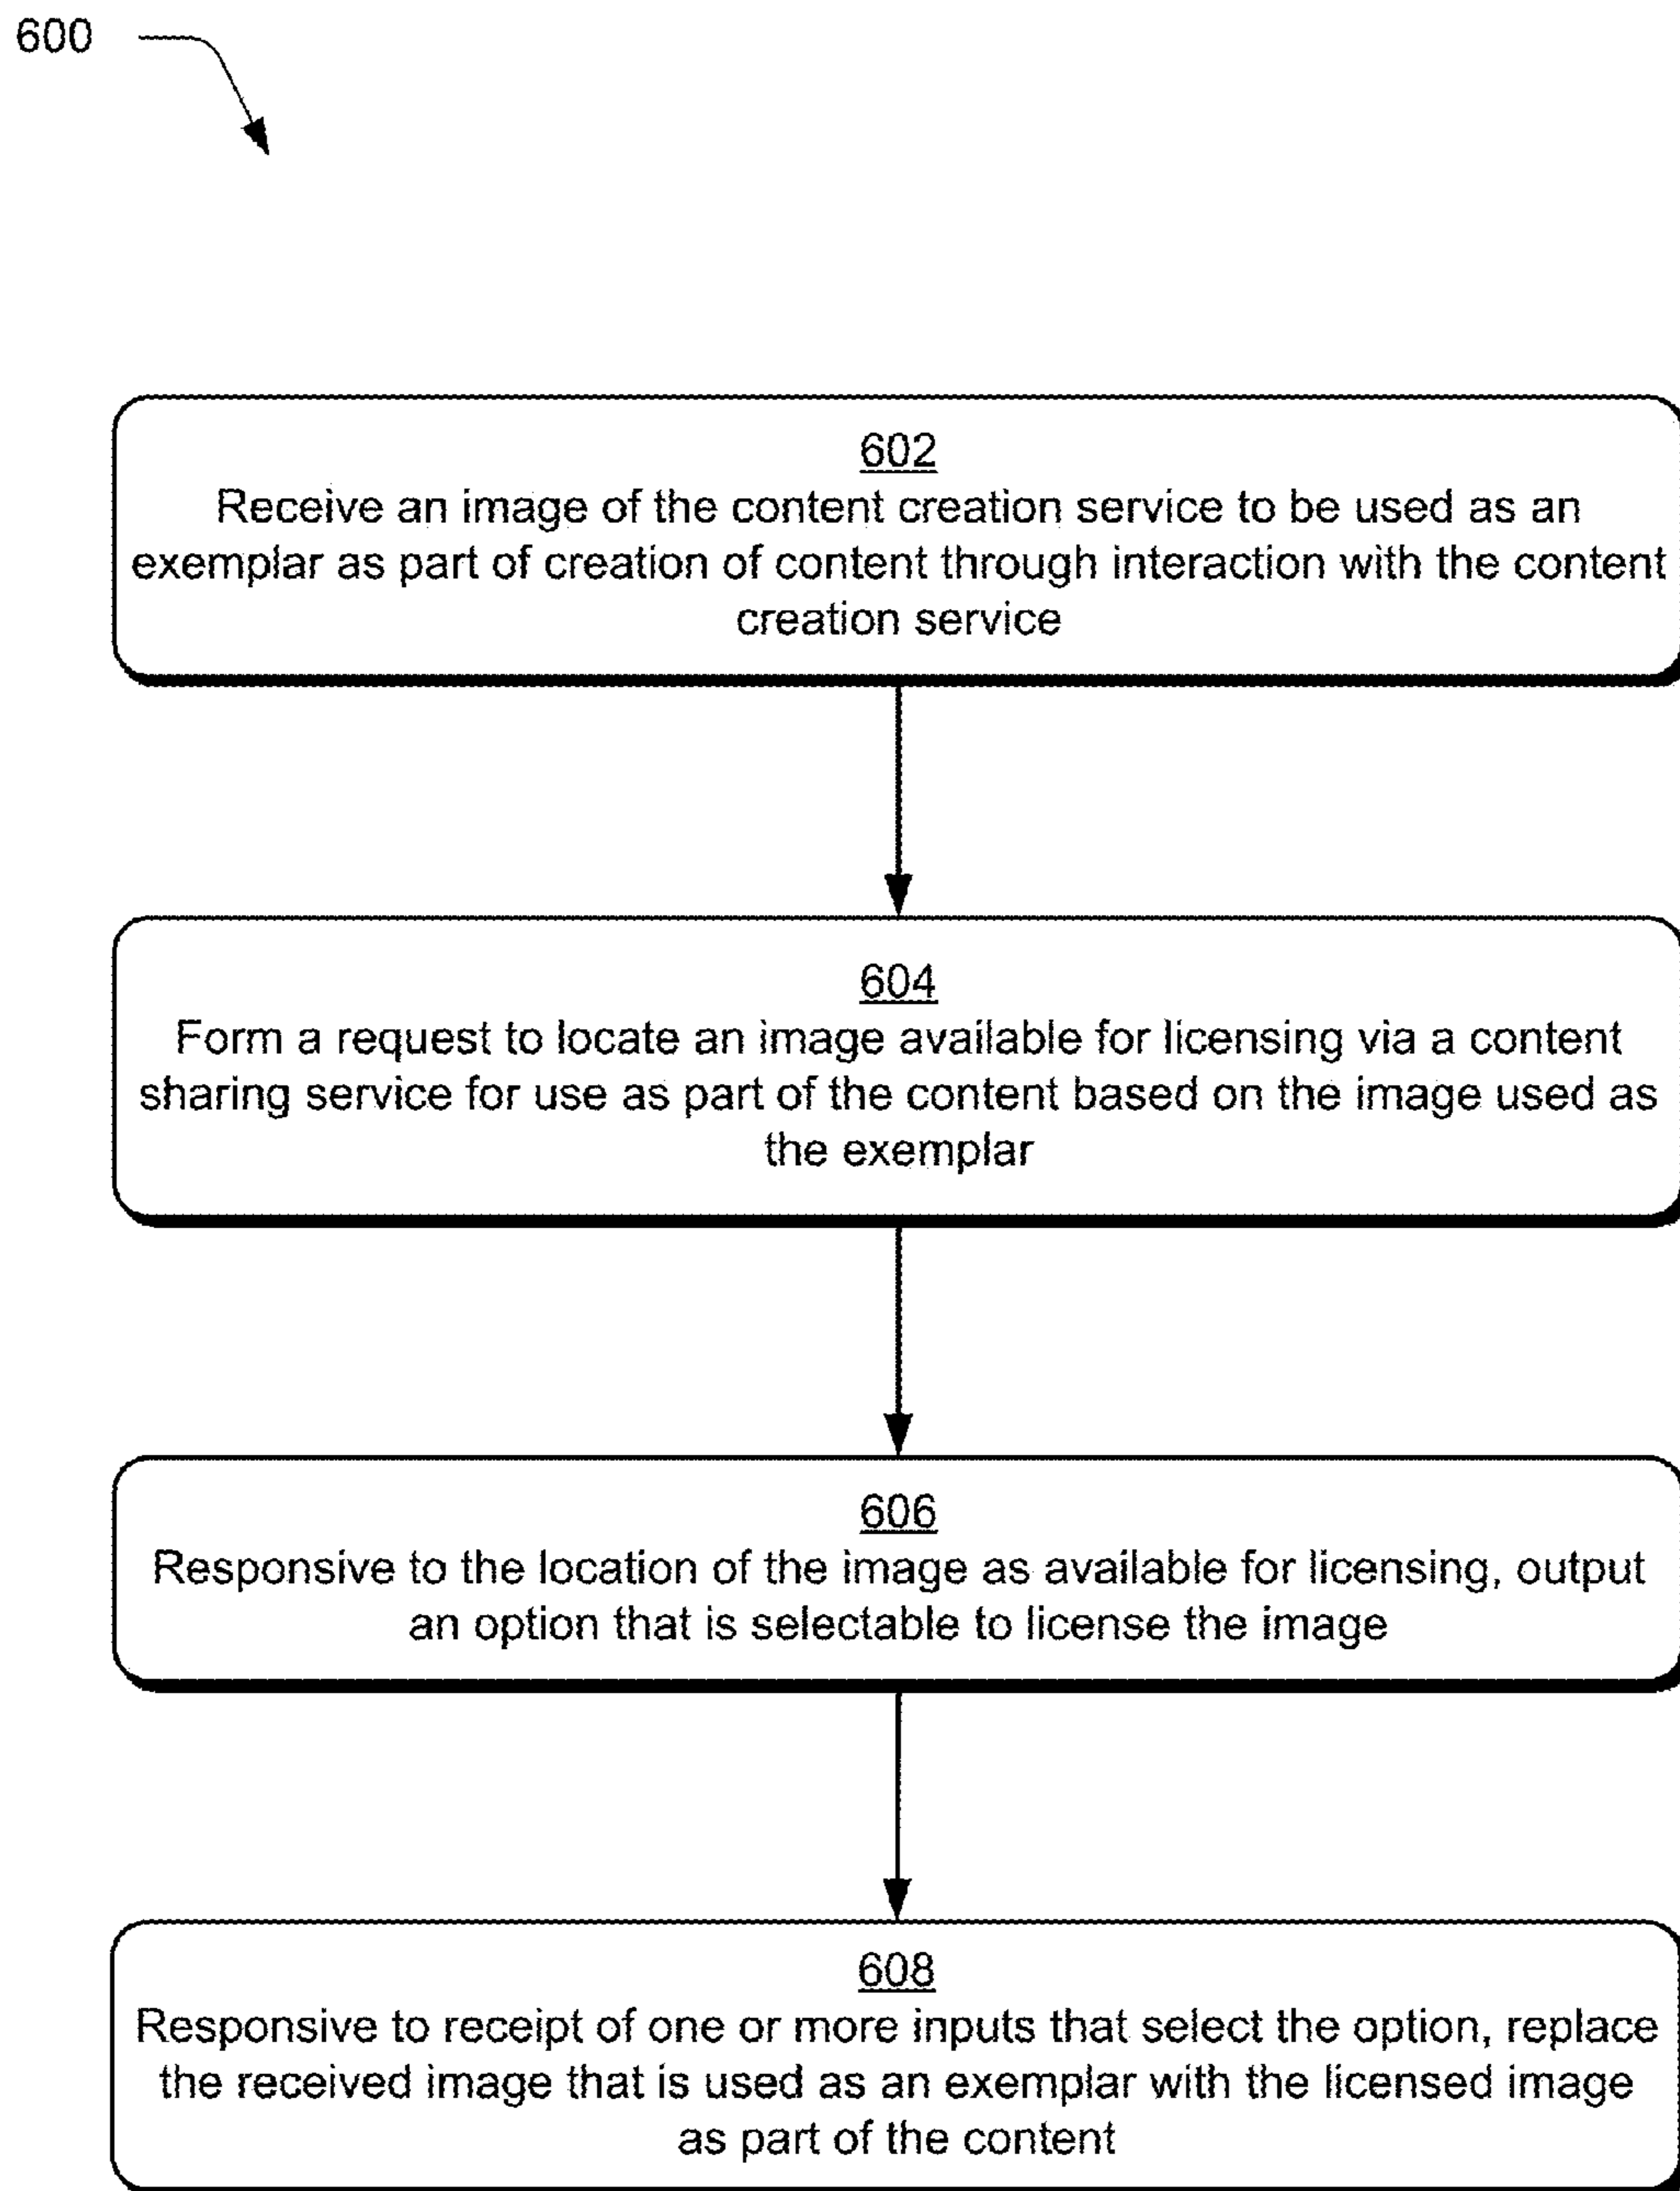 600
602
Receive an image of the content creation service to be used as an
exemplar as part of creation of content through interaction with the content
creation service
604
Form a request to locate an image available for licensing via a content
sharing service for use as part of the content based on the image used as
the exemplar
606
Responsive to the location of the image as available for licensing, output
an option that is selectable to license the image
608
Responsive to receipt of one or more inputs that select the option, replace
the received image that is used as an exemplar with the licensed image
as part of the content